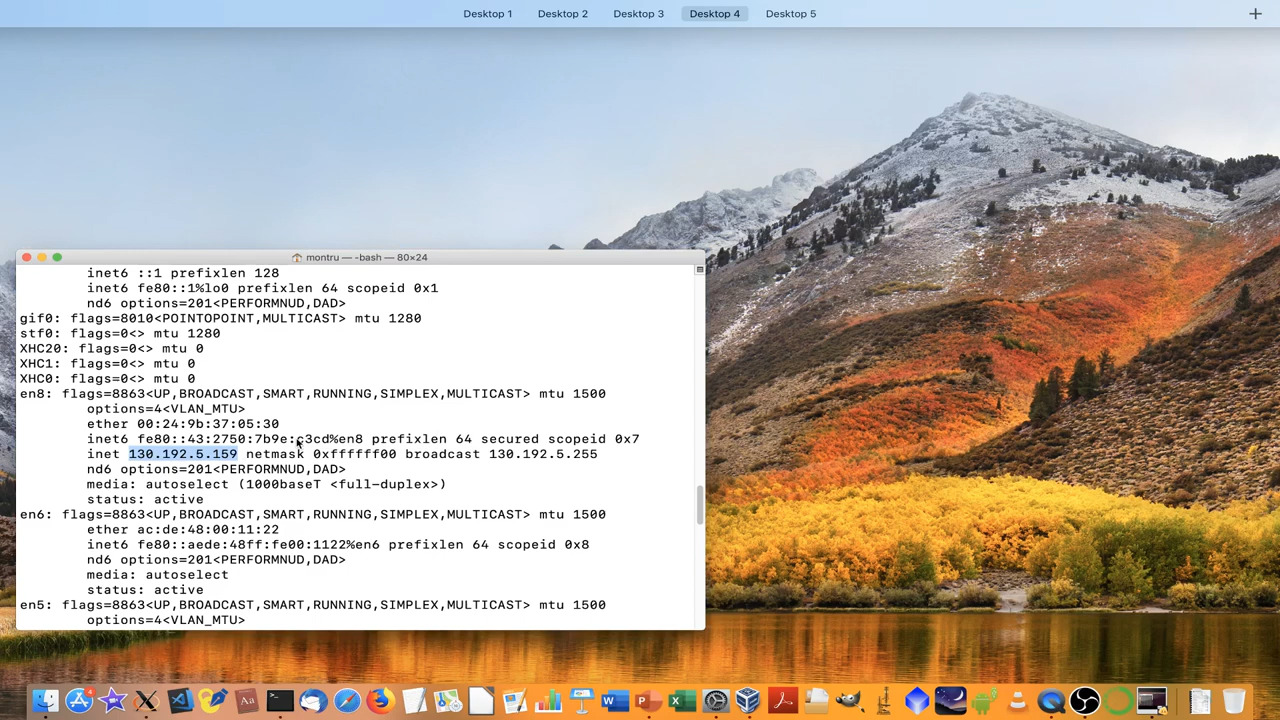 Desktop 1 Desktop 2 Desktop 3 Desktop 4 Desktop 5
montru — -bash — 80×24
inet6 ::1 prefixlen 128
inet6 fe80::1%lo0 prefixlen 64 scopeid 0x1
nd6 options=201<PERFORMNUD,DAD>
gif0: flags=8010<POINTOPOINT,MULTICAST> mtu 1280
stf0: flags=0<> mtu 1280
XHC20: flags=0<> mtu 0
XHC1: flags=0<> mtu 0
XHC0: flags=0<> mtu 0
en8: flags=8863<UP,BROADCAST,SMART,RUNNING,SIMPLEX,MULTICAST> mtu 1500
options=4<VLAN_MTU>
ether 00:24:9b:37:05:30
inet6 fe80::43:2750:7b9e:c3cd%en8 prefixlen 64 secured scopeid 0x7
inet 130.192.5.159 netmask 0xffffff00 broadcast 130.192.5.255
nd6 options=201<PERFORMNUD,DAD>
media: autoselect (1000baseT <full-duplex>)
status: active
en6: flags=8863<UP,BROADCAST,SMART,RUNNING,SIMPLEX,MULTICAST> mtu 1500
ether ac:de:48:00:11:22
inet6 fe80::aede:48ff:fe00:1122%en6 prefixlen 64 scopeid 0x8
nd6 options=201<PERFORMNUD,DAD>
media: autoselect
status: active
en5: flags=8863<UP,BROADCAST,SMART,RUNNING,SIMPLEX,MULTICAST> mtu 1500
options=4<VLAN_MTU>